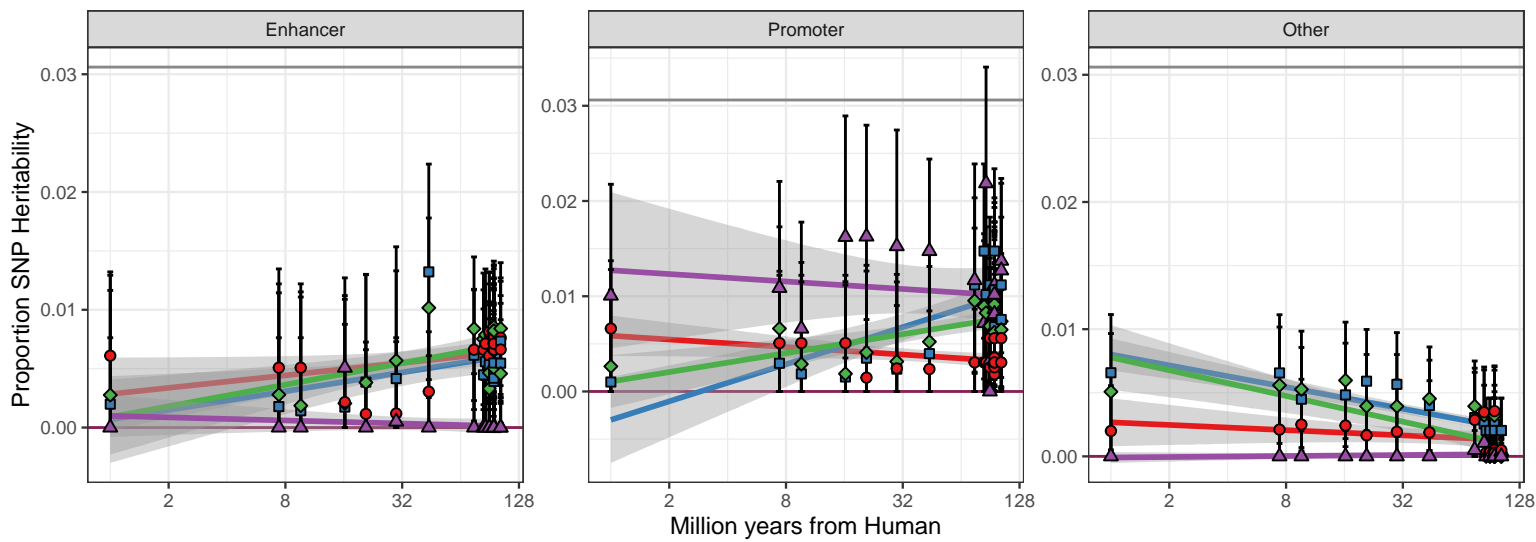 Enhancer
Promoter
Other
Proportion SNP Heritability
0.03
0.02
0.01
0.00
0.03
0.02
0.01
0.00
0.03
0.02
0.01
0.00
2 8 32 128
2 8 32 128
2 8 32 128
Million years from Human